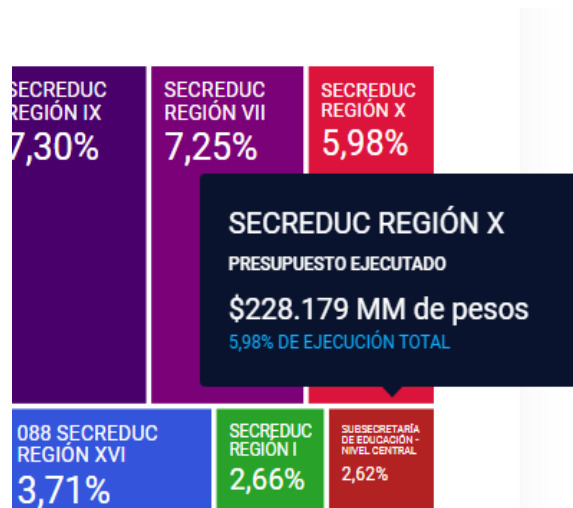 SECREDUC
REGIÓN IX
7,30%
SECREDUC
REGIÓN VII
7,25%
SECREDUC
REGIÓN X
5,98%
SECREDUC REGIÓN X
PRESUPUESTO EJECUTADO
$228.179 MM de pesos
5,98% DE EJECUCIÓN TOTAL
088 SECREDUC
REGIÓN XVI
3,71%
SECREDUC
REGIÓN I
2,66%
SUBSECRETARÍA
DE EDUCACIÓN -
NIVEL CENTRAL
2,62%